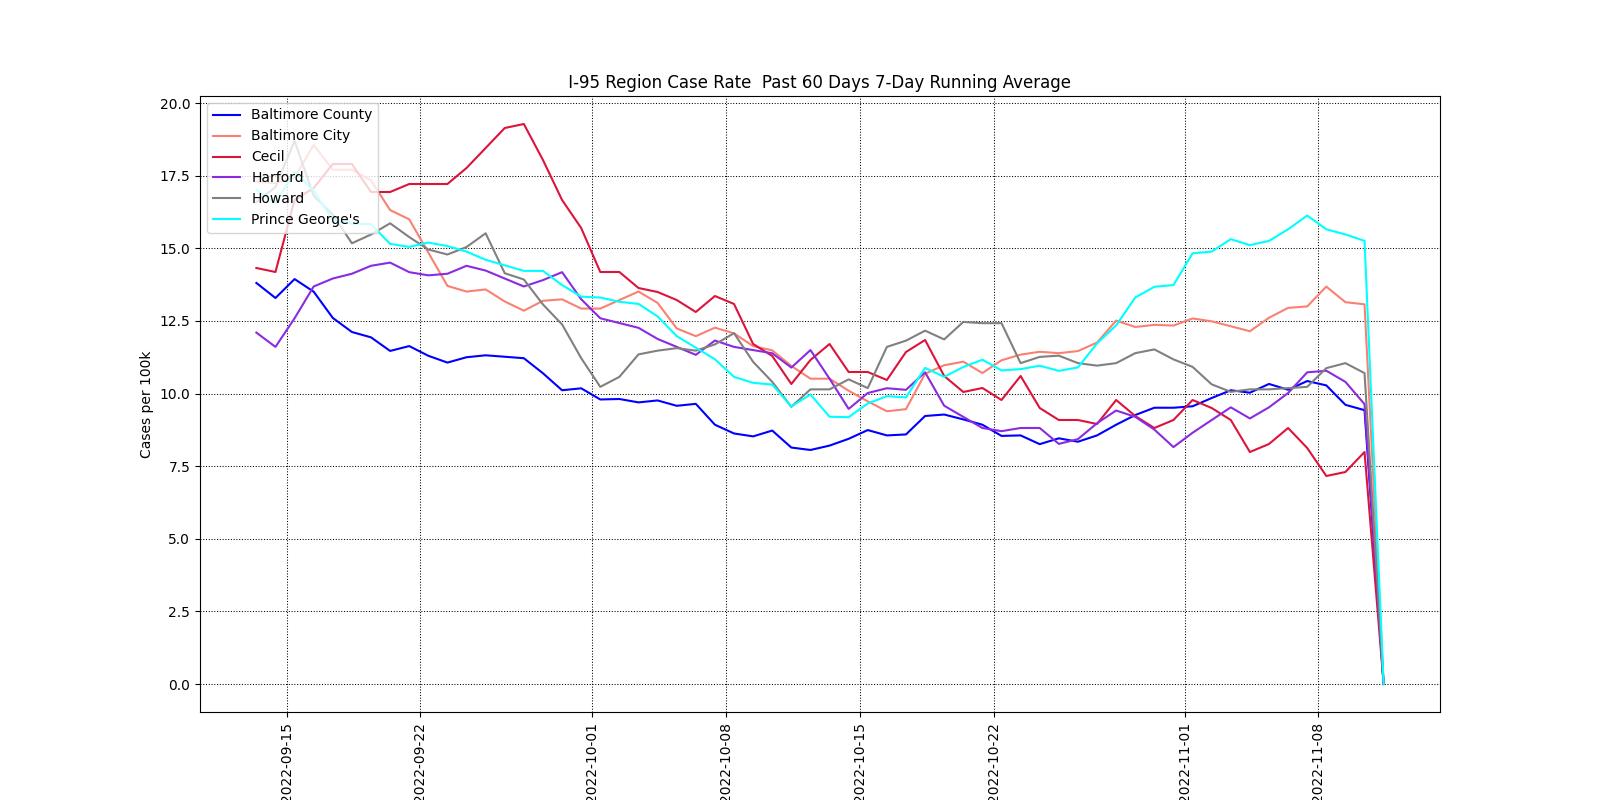 I-95 Region Case Rate  Past 60 Days 7-Day Running Average
Cases per 100k
20.0
17.5
15.0
12.5
10.0
7.5
5.0
2.5
0.0
Baltimore County
Baltimore City
Cecil
Harford
Howard
Prince George's
2022-09-15
2022-09-22
2022-10-01
2022-10-08
2022-10-15
2022-10-22
2022-11-01
2022-11-08